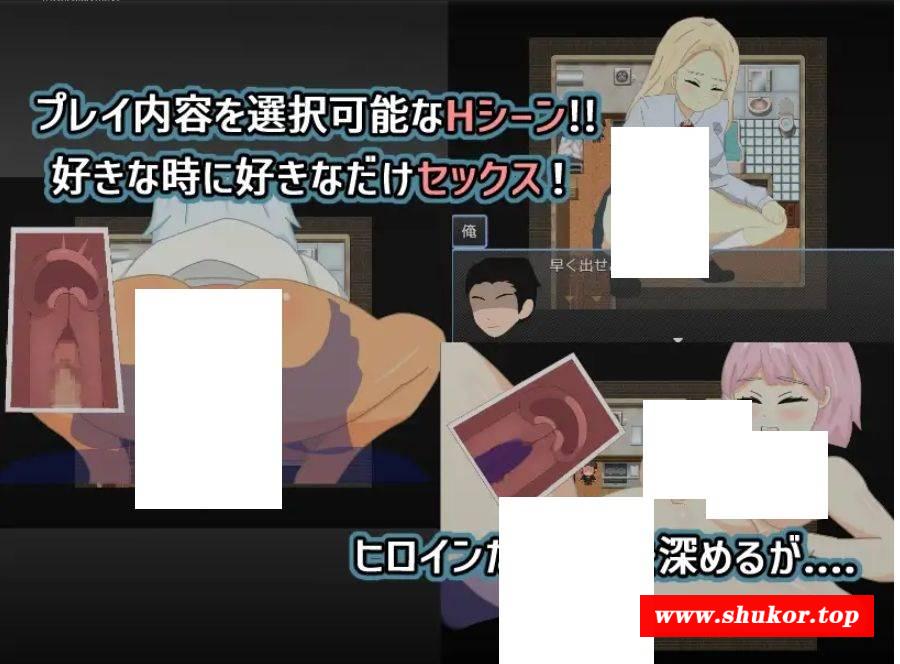 プレイ内容を選択可能なHシーン!!
好きな時に好きなだけセックス！
俺
早く出せ
ヒロイン
深めるが....
www.shukor.top